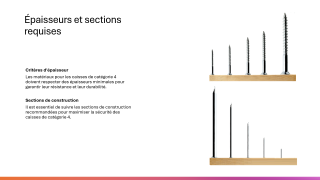 Épaisseurs et sections
requises
Critères d'épaisseur
Les matériaux pour les caisses de catégorie 4
doivent respecter des épaisseurs minimales pour
garantir leur résistance et leur durabilité.
Sections de construction
Il est essentiel de suivre les sections de construction
recommandées pour maximiser la sécurité des
caisses de catégorie 4.